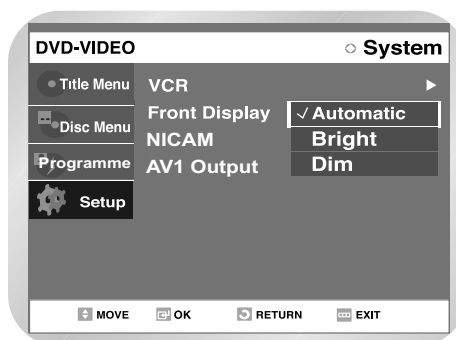 DVD-VIDEO System
Title Menu
Disc Menu
Programme
Setup
VCR
Front Display
NICAM
AV1 Output
✓ Automatic
Bright
Dim
MOVE OK RETURN EXIT